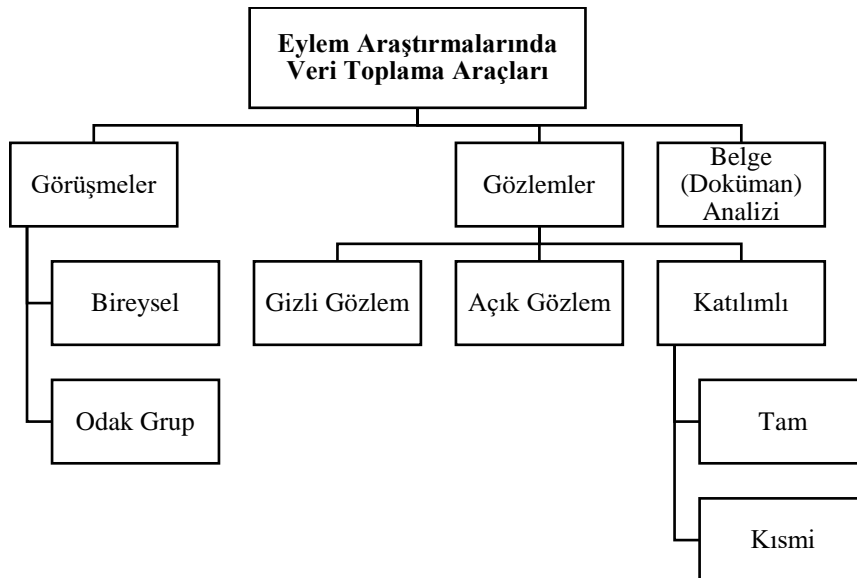 Eylem Araştırmalarında
Veri Toplama Araçları
Görüşmeler
Gözlemler
Belge
(Doküman)
Analizi
Bireysel
Gizli Gözlem
Açık Gözlem
Katılımlı
Odak Grup
Tam
Kısmi